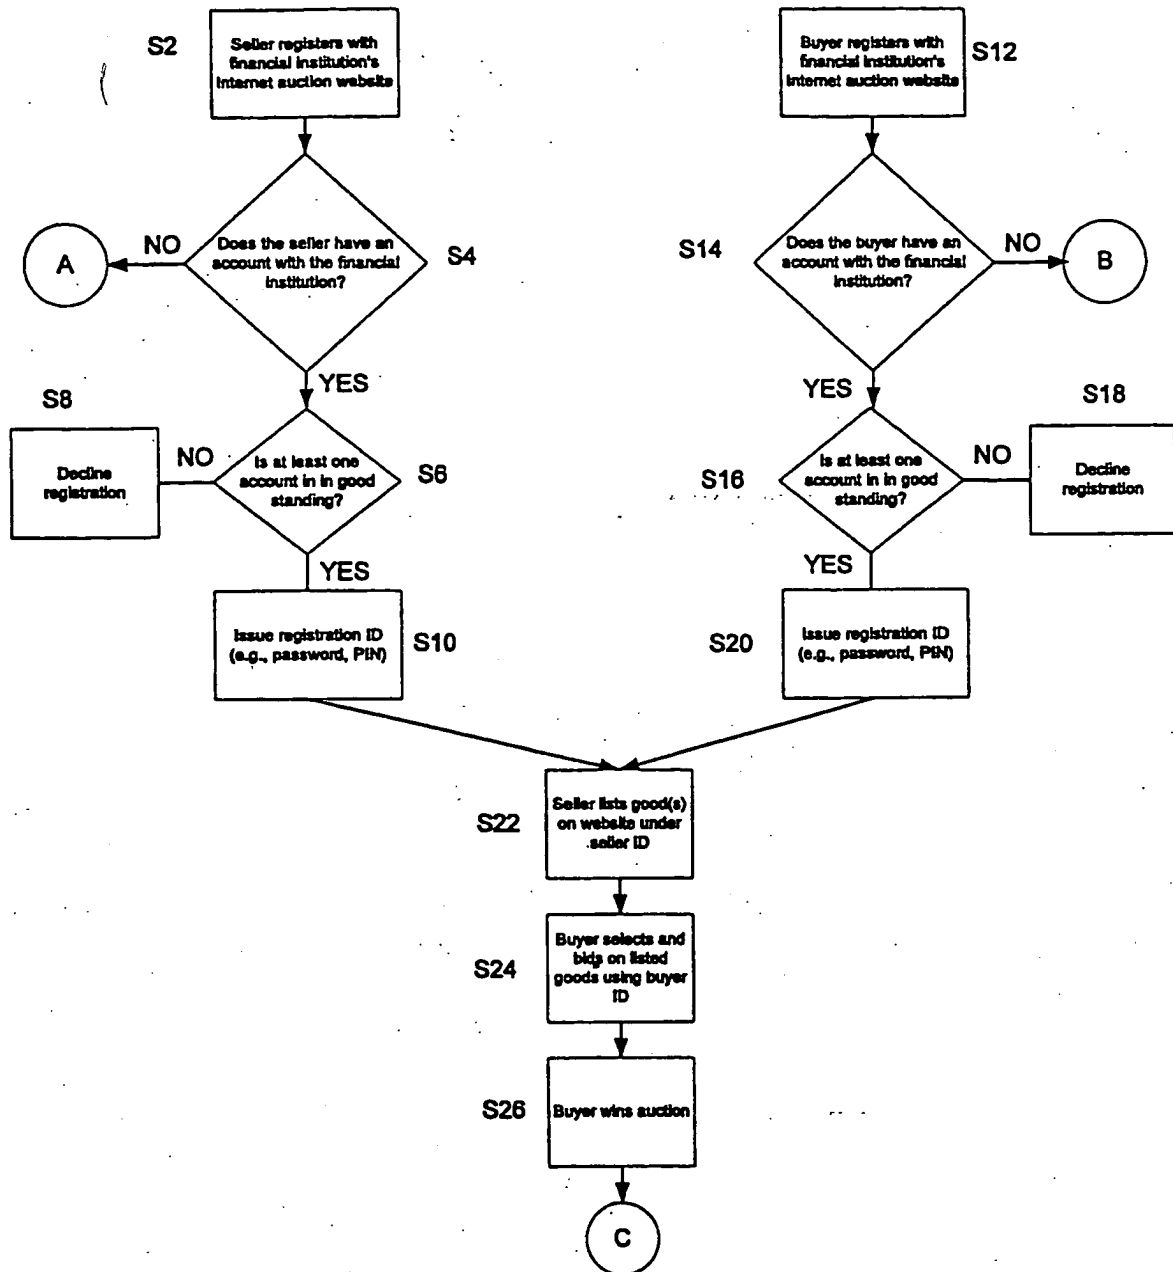 S2
Seller registers with
financial institution's
Internet auction website
Buyer registers with
financial institution's
Internet auction website
S12
A
NO
Does the seller have an
account with the financial
institution?
S4
S14
Does the buyer have an
account with the financial
institution?
NO
B
YES
YES
S8
S18
Decline
registration
NO
Is at least one
account in in good
standing?
S6
S16
Is at least one
account in in good
standing?
NO
Decline
registration
YES
YES
Issue registration ID
(e.g., password, PIN)
S10
S20
Issue registration ID
(e.g., password, PIN)
S22
Seller lists good(s)
on website under
seller ID
S24
Buyer selects and
bids on listed
goods using buyer
ID
S26
Buyer wins auction
C